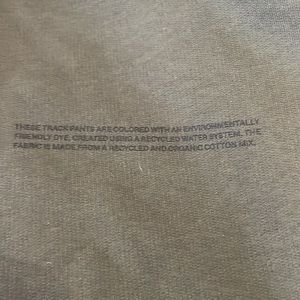 THESE TRACK PANTS ARE COLORED WITH AN ENVIRONMENTALLY
FRIENDLY DYE, CREATED USING A RECYCLED WATER SYSTEM. THE
FABRIC IS MADE FROM A RECYCLED AND ORGANIC COTTON MIX.